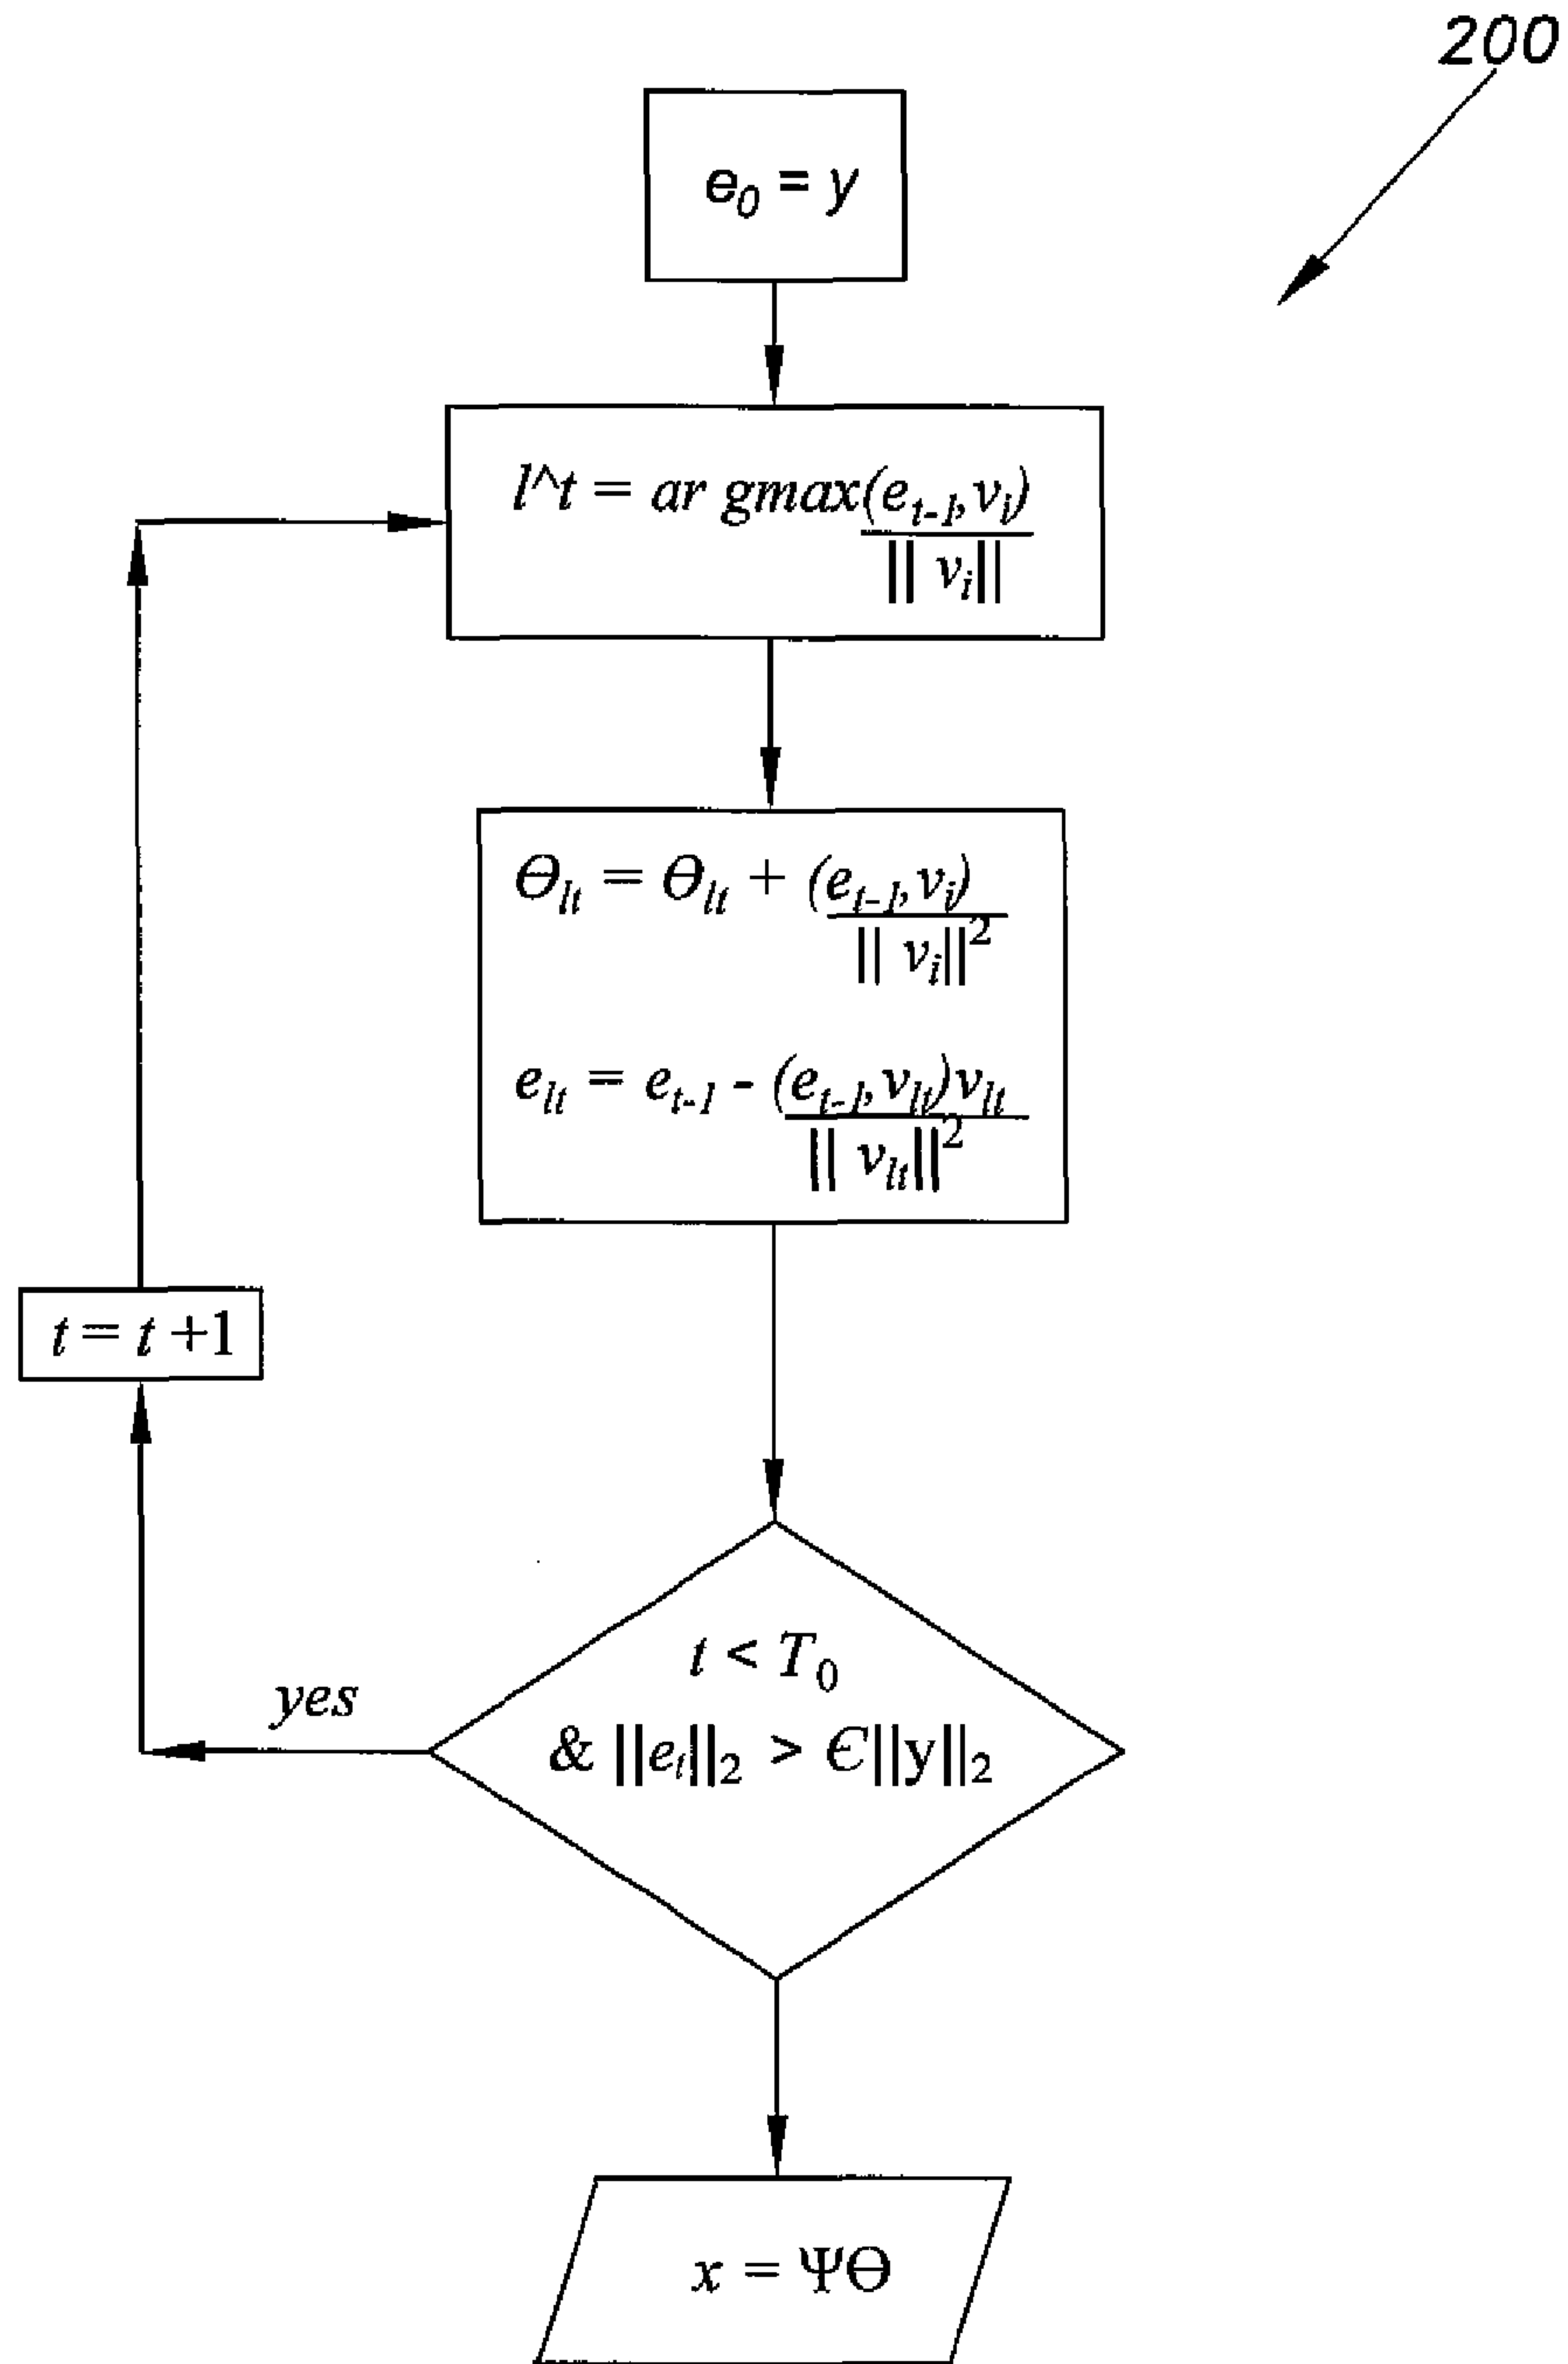 200
e₀ = y
l^t = ar gmax(eₜ₋₁, vᵢ)
|| vᵢ||
Θₗₜ = Θₗₜ + (eₜ₋₁, vᵢ)
|| vᵢ||²
eₗₜ = eₜ₋₁ - (eₜ₋₁, vₗₜ)vₗₜ
|| vₗₜ||²
t = t +1
t < T₀
yes
& ||eₜ||₂ > Є||y||₂
x = ΨΘ